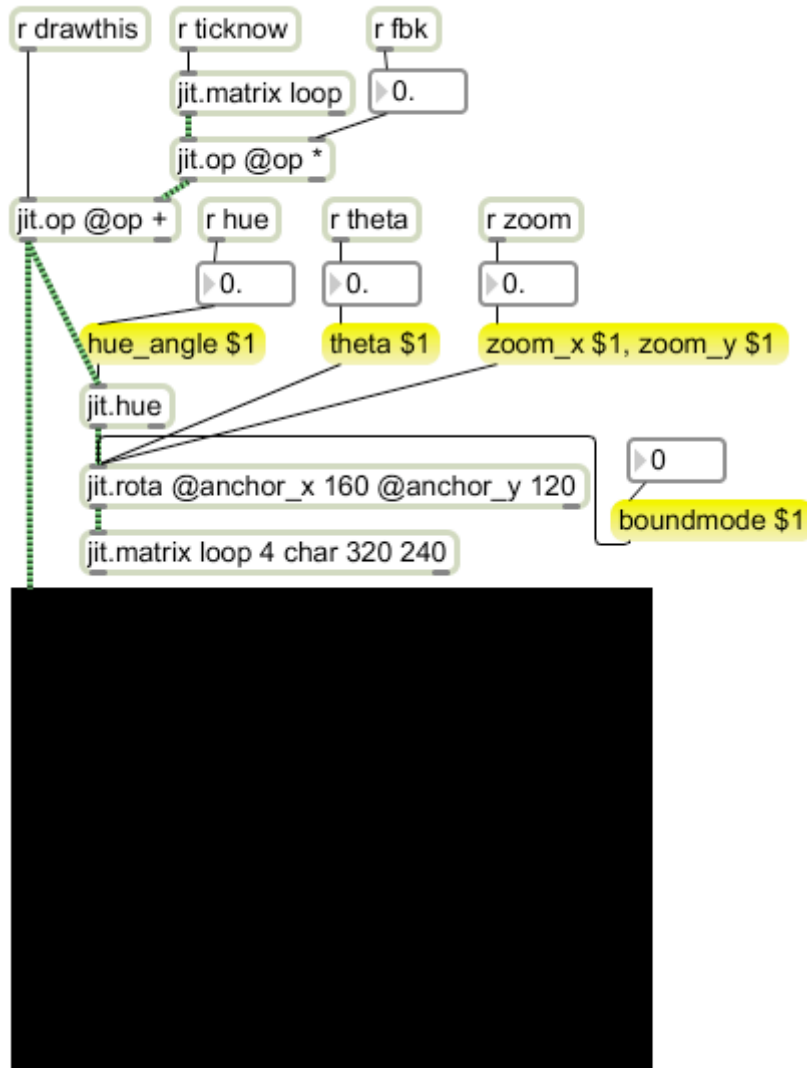 r drawthis
r ticknow
r fbk
jit.matrix loop
0.
jit.op @op *
jit.op @op +
r hue
r theta
r zoom
0.
0.
0.
hue_angle $1
theta $1
zoom_x $1, zoom_y $1
jit.hue
0
jit.rota @anchor_x 160 @anchor_y 120
boundmode $1
jit.matrix loop 4 char 320 240